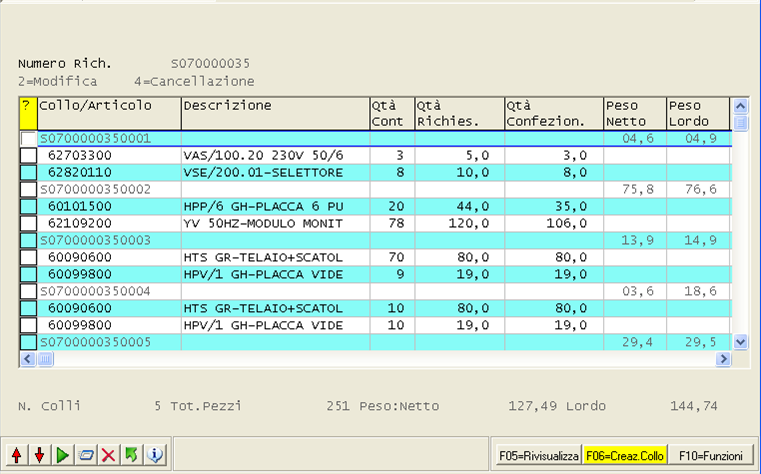 Numero Rich. S070000035
2=Modifica 4=Cancellazione
? Collo/Articolo Descrizione Qtà Cont Qtà Richies. Qtà Confezion. Peso Netto Peso Lordo
S0700000350001 04,6 04,9
62703300 VAS/100.20 230V 50/6 3 5,0 3,0
62820110 VSE/200.01-SELETTORE 8 10,0 8,0
S0700000350002 75,8 76,6
60101500 HPP/6 GH-PLACCA 6 PU 20 44,0 35,0
62109200 YV 50HZ-MODULO MONIT 78 120,0 106,0
S0700000350003 13,9 14,9
60090600 HTS GR-TELAIO+SCATOL 70 80,0 80,0
60099800 HPV/1 GH-PLACCA VIDE 9 19,0 19,0
S0700000350004 03,6 18,6
60090600 HTS GR-TELAIO+SCATOL 10 80,0 80,0
60099800 HPV/1 GH-PLACCA VIDE 10 19,0 19,0
S0700000350005 29,4 29,5
N. Colli 5 Tot.Pezzi 251 Peso:Netto 127,49 Lordo 144,74
F05=Rivisualizza F06=Creaz.Collo F10=Funzioni